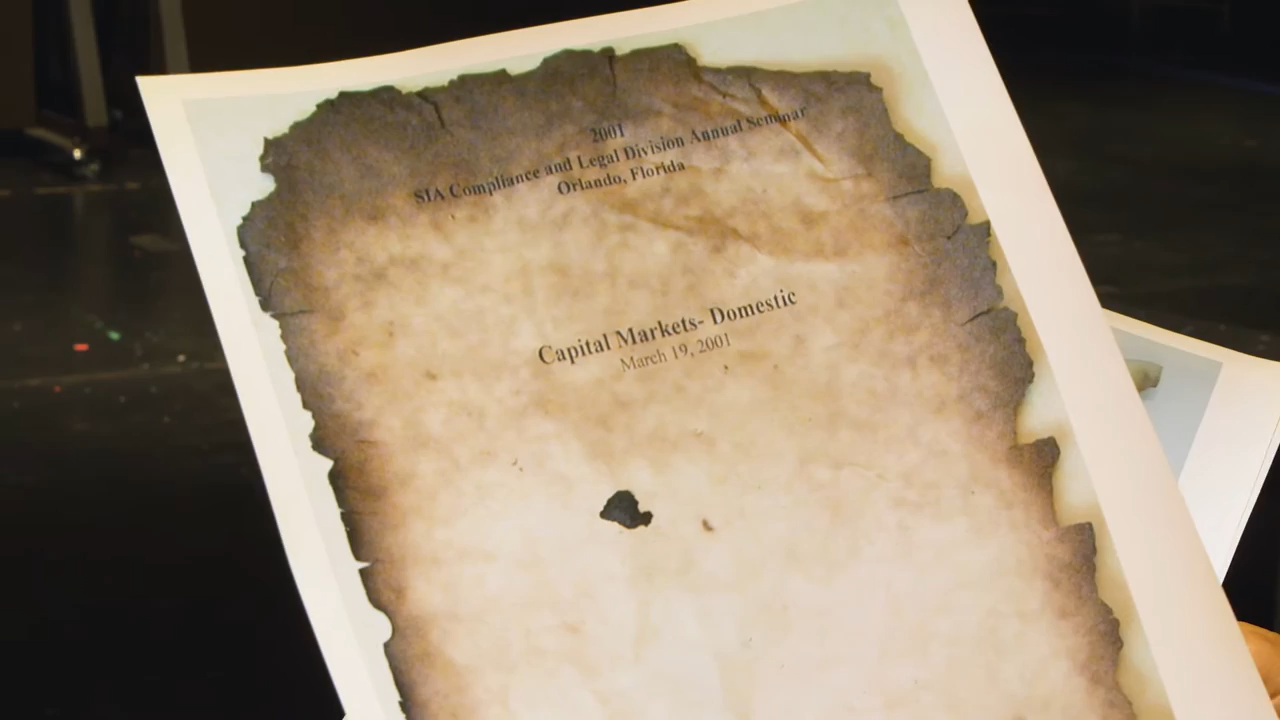 2001
SIA Compliance and Legal Division Annual Seminar
Orlando, Florida
Capital Markets- Domestic
March 19, 2001